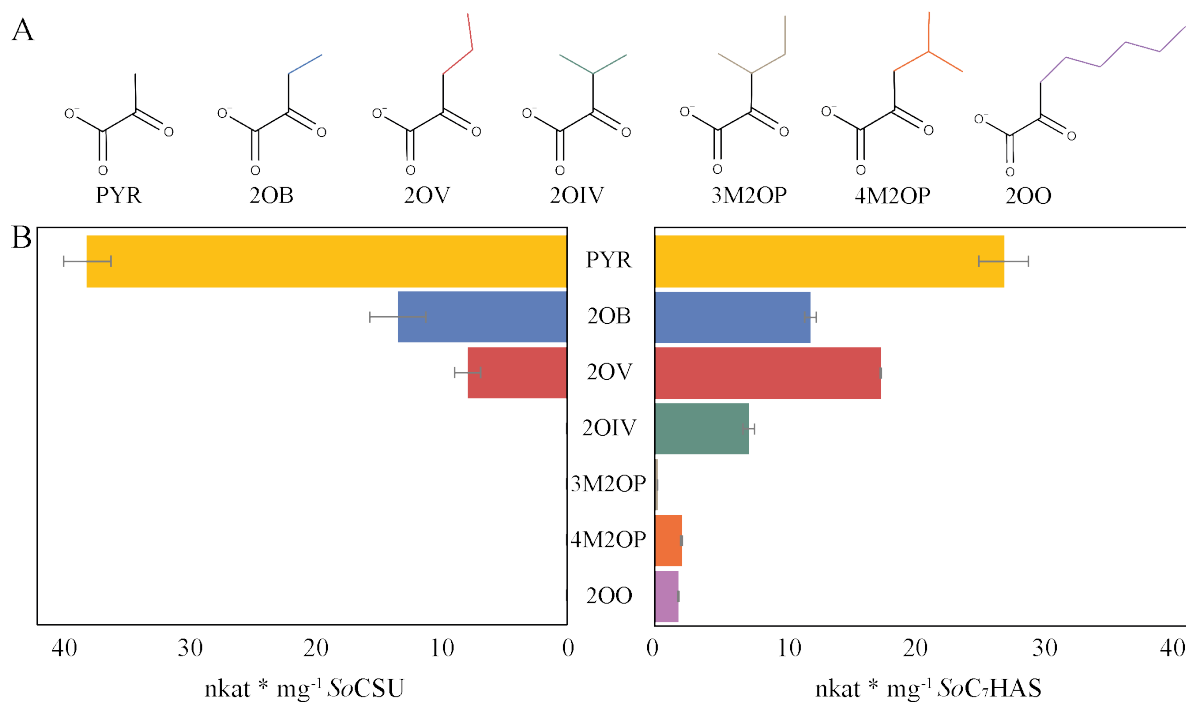 A
O⁻ O O
O⁻ O O
O⁻ O O
O⁻ O O
O⁻ O O
O⁻ O O
O⁻ O O
PYR 2OB 2OV 2OIV 3M2OP 4M2OP 2OO
B
PYR
2OB
2OV
2OIV
3M2OP
4M2OP
2OO
40 30 20 10 0 0 10 20 30 40
nkat * mg⁻¹ SoCSU nkat * mg⁻¹ SoC₇HAS